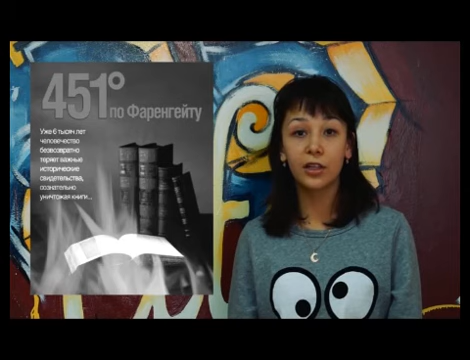 451°
по Фаренгейту
Уже 6 тысяч лет
человечество
безвозвратно
теряет важные
исторические
свидетельства,
сознательно
уничтожая книги...